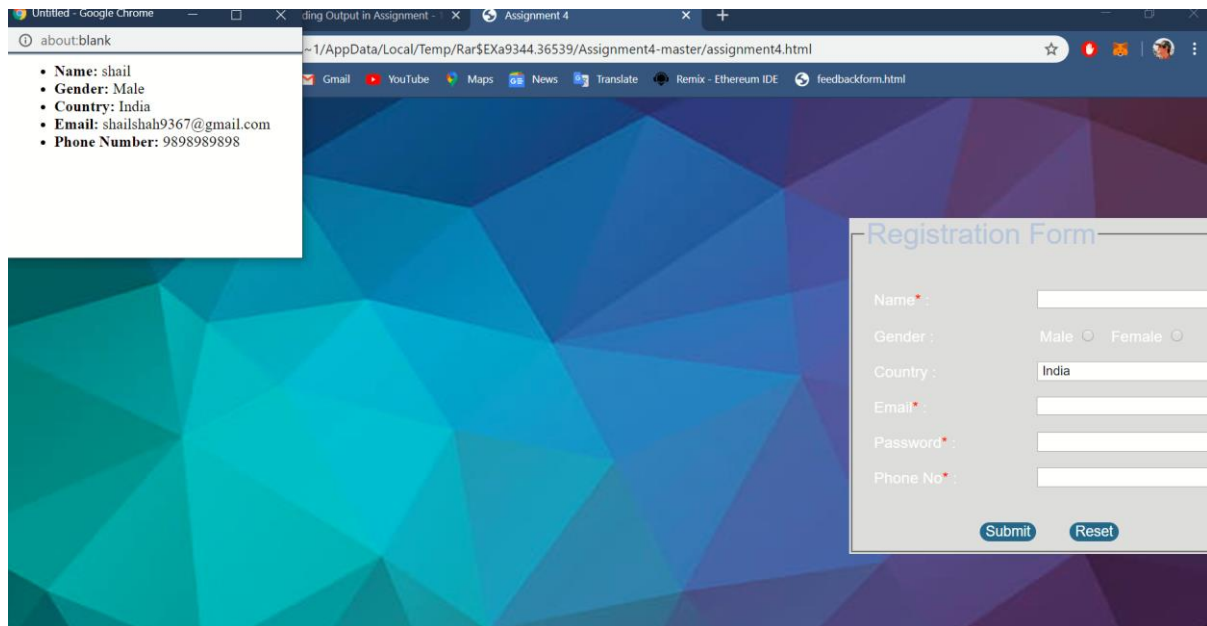 Untitled - Google Chrome
about:blank
Name: shail
Gender: Male
Country: India
Email: shailshah9367@gmail.com
Phone Number: 9898989898
ding Output in Assignment -
Assignment 4
~1/AppData/Local/Temp/Rar$EXa9344.36539/Assignment4-master/assignment4.html
Gmail YouTube Maps News Translate Remix - Ethereum IDE feedbackform.html
Registration Form
Name* :
Gender : Male Female
Country : India
Email* :
Password* :
Phone No* :
Submit Reset